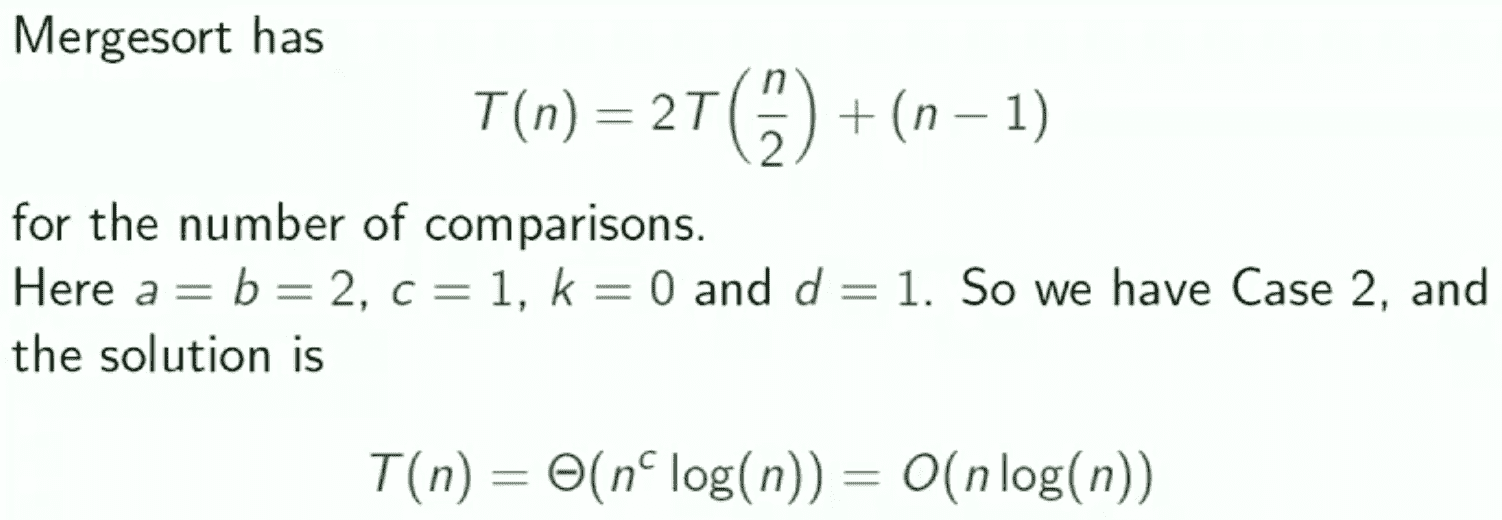 Mergesort has
T(n) = 2T(n/2) + (n − 1)
for the number of comparisons.
Here a = b = 2, c = 1, k = 0 and d = 1. So we have Case 2, and
the solution is
T(n) = Θ(n^c log(n)) = O(n log(n))